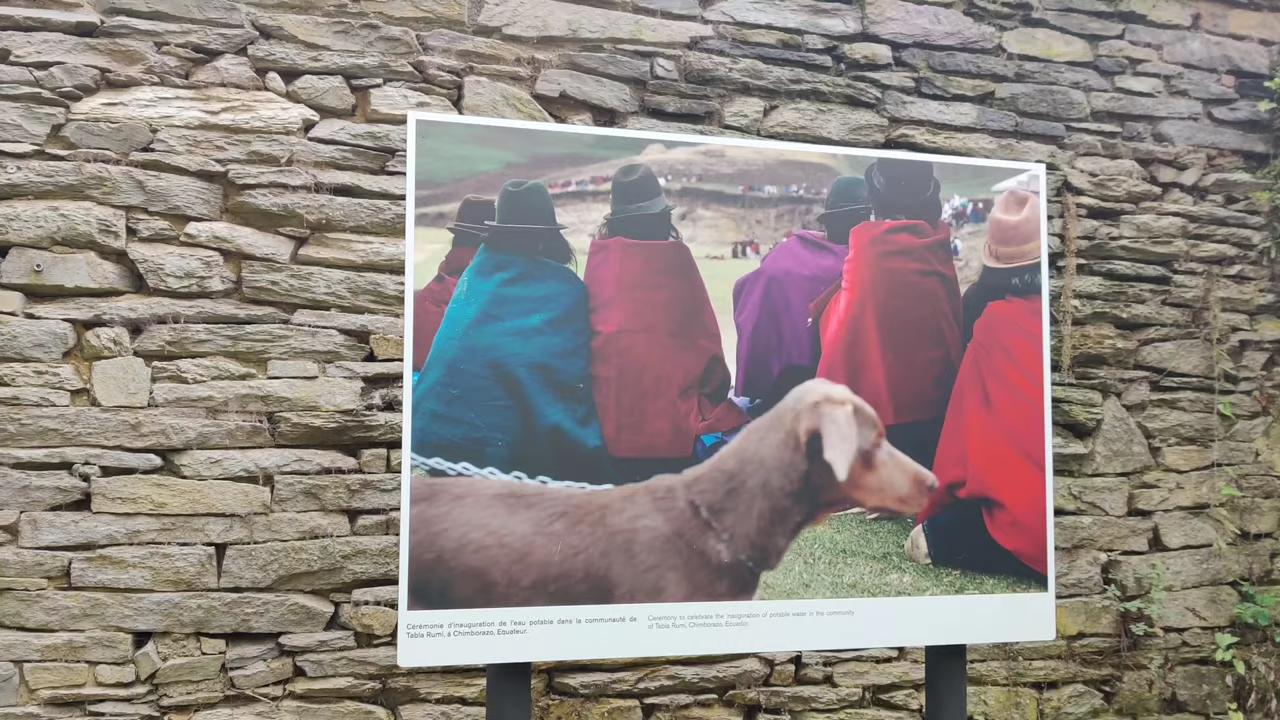 Cérémonie d'inauguration de l'eau potable dans la communauté de
Tabla Rumi, à Chimborazo, Equateur.
Ceremony to celebrate the inauguration of potable water in the community
of Tabla Rumi, Chimborazo, Ecuador.